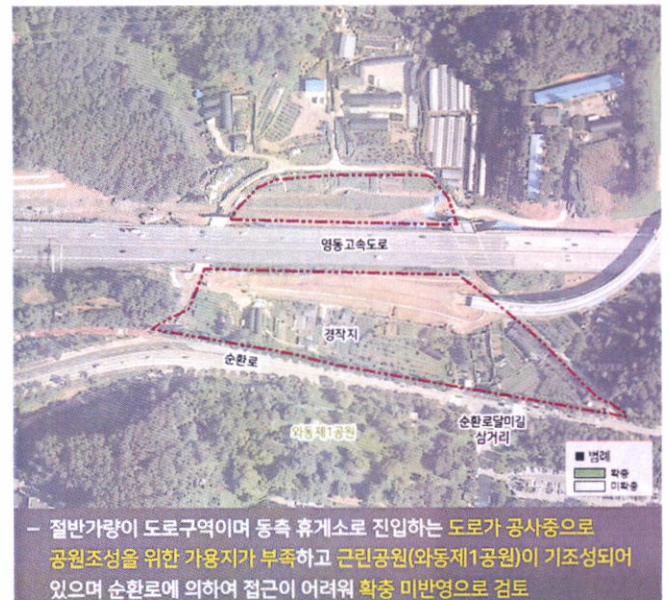 영동고속도로
경작지
순환로
와동제1공원
순환로달미길
삼거리
■ 범례
확충
미확충
– 절반가량이 도로구역이며 동측 휴게소로 진입하는 도로가 공사중으로
공원조성을 위한 가용지가 부족하고 근린공원(와동제1공원)이 기조성되어
있으며 순환로에 의하여 접근이 어려워 확충 미반영으로 검토